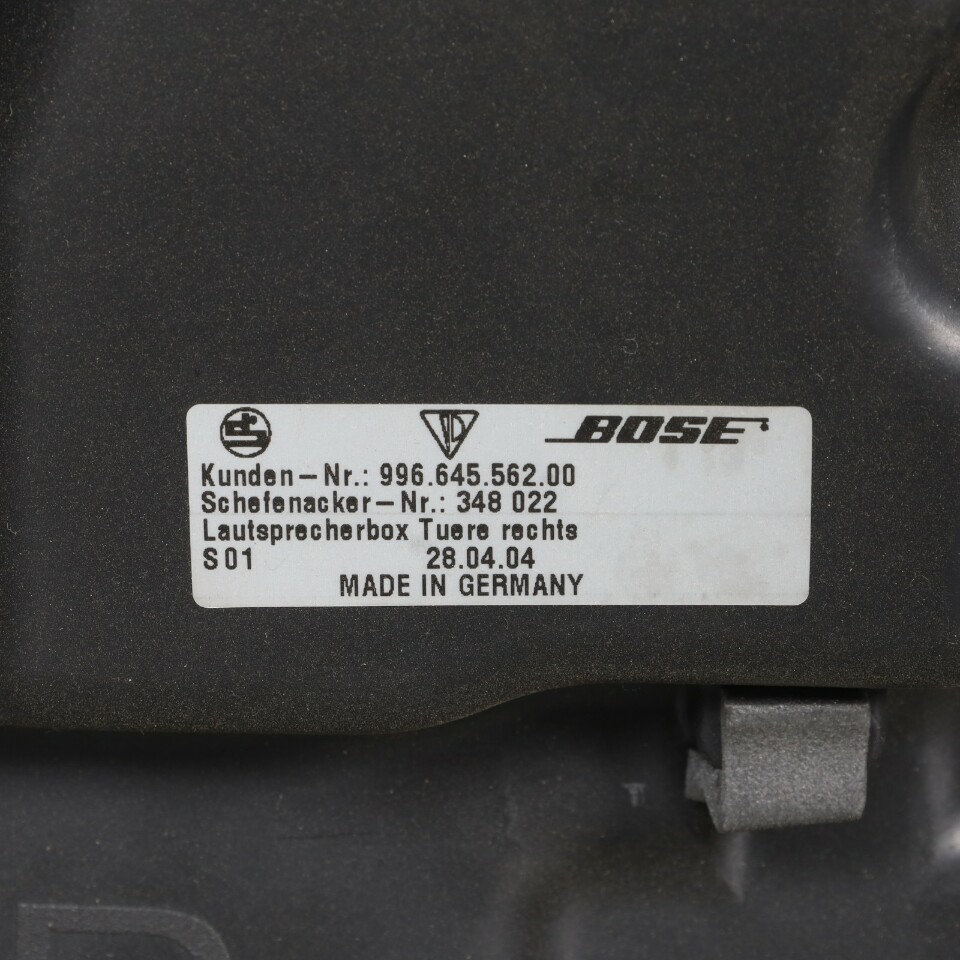 BOSE
Kunden-Nr.: 996.645.562.00
Schefenacker-Nr.: 348 022
Lautsprecherbox Tuere rechts
S01 28.04.04
MADE IN GERMANY